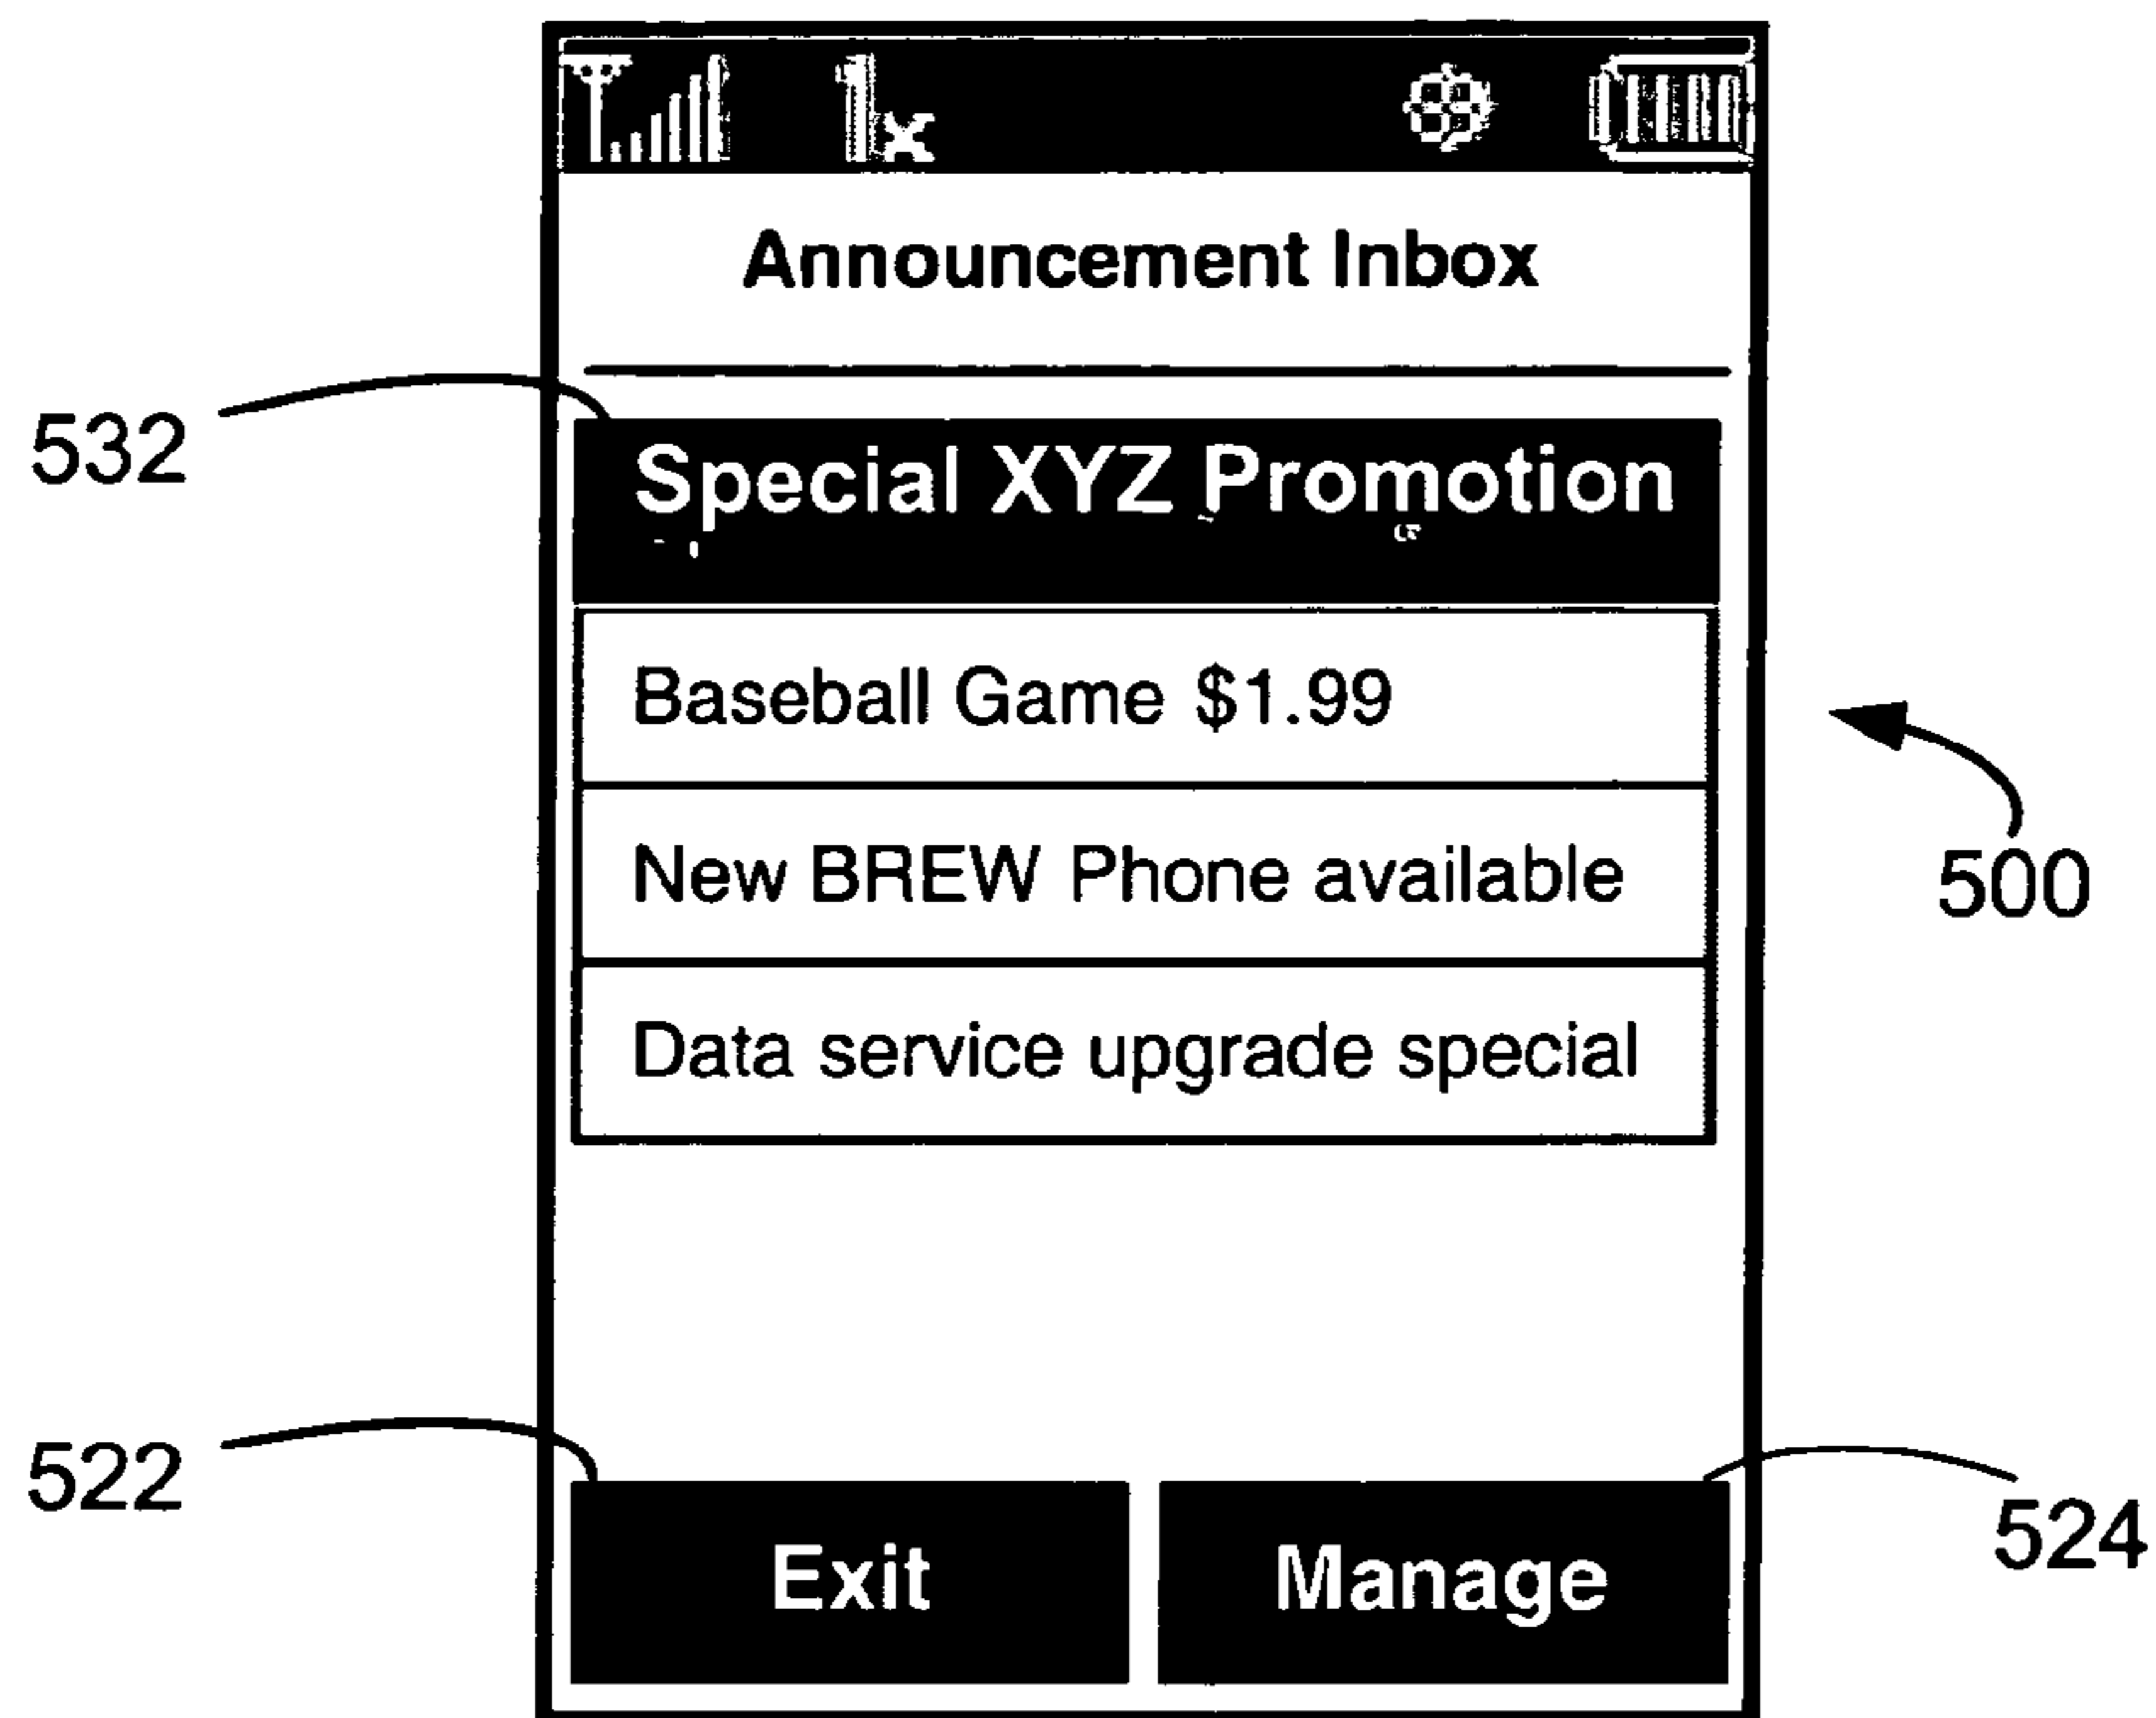 1x
Announcement Inbox
532
Special XYZ Promotion
Baseball Game $1.99
New BREW Phone available
500
Data service upgrade special
522
524
Exit
Manage